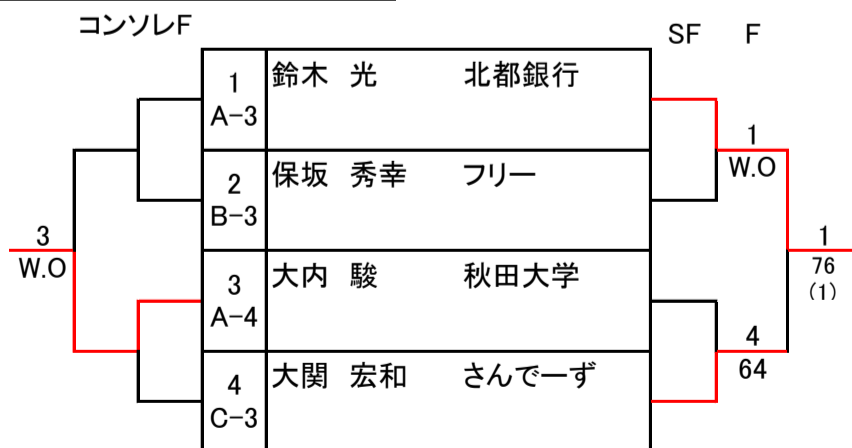 コンソレF
SF F
1 A-3 鈴木 光 北都銀行
2 B-3 保坂 秀幸 フリー
3 A-4 大内 駿 秋田大学
4 C-3 大関 宏和 さんでーず
3
W.O
1
W.O
4
64
1
76
(1)